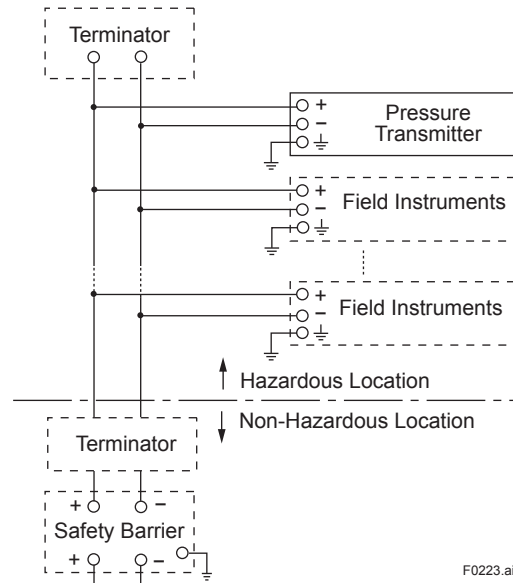 Terminator
+
−
Pressure
Transmitter
+
−
Field Instruments
+
−
Field Instruments
Hazardous Location
Non-Hazardous Location
Terminator
+ −
Safety Barrier
+ −
F0223.ai